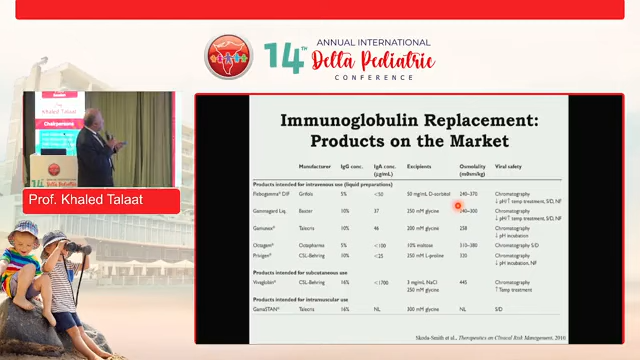 14TH ANNUAL INTERNATIONAL
Delta Pediatric
CONFERENCE
Khaled Talaat
Chairpersons
Prof. Khaled Talaat
Immunoglobulin Replacement:
Products on the Market
Manufacturer IgG conc. IgA conc. (µg/mL) Excipients Osmolality (mOsm/kg) Viral safety
Products intended for intravenous use (liquid preparations)
Flebogamma® DIF Grifols 5% <50 50 mg/mL D-sorbitol 240–370 Chromatography
↓ pH/↑ temp treatment, S/D, NF
Gammagard Liq. Baxter 10% 37 250 mM glycine 240–300 Chromatography
↓ pH/↑ temp treatment, S/D, NF
Gamunex® Talecris 10% 46 200 mM glycine 258 Chromatography
↓ pH incubation
Octagam® Octapharma 5% <100 10% maltose 310–380 Chromatography S/D
Privigen® CSL-Behring 10% <25 250 mM L-proline 320 Chromatography
↓ pH incubation, NF
Products intended for subcutaneous use
Vivaglobin® CSL-Behring 16% <1700 3 mg/mL NaCl 445 Chromatography
250 mM glycine ↑ Temp treatment
Products intended for intramuscular use
GamaSTAN® Talecris 16% NL 300 mM glycine NL S/D
Skoda-Smith et al., Therapeutics on Clinical Risk Management, 2010